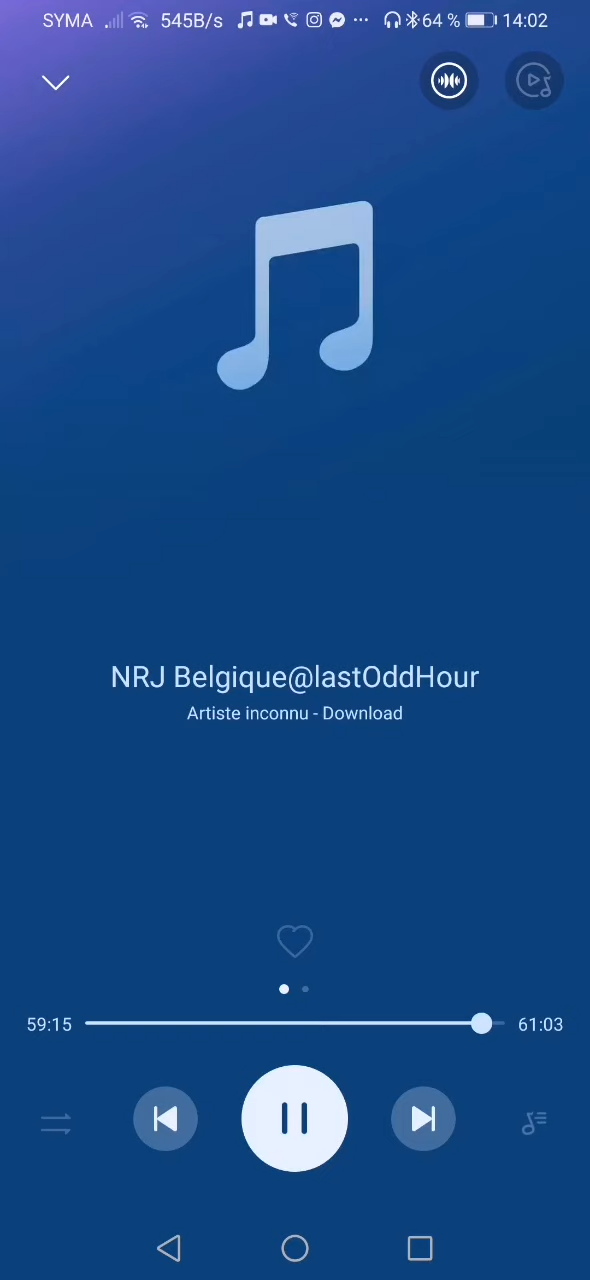 SYMA 545B/s ... 64 % 14:02
NRJ Belgique@lastOddHour
Artiste inconnu - Download
59:15 61:03